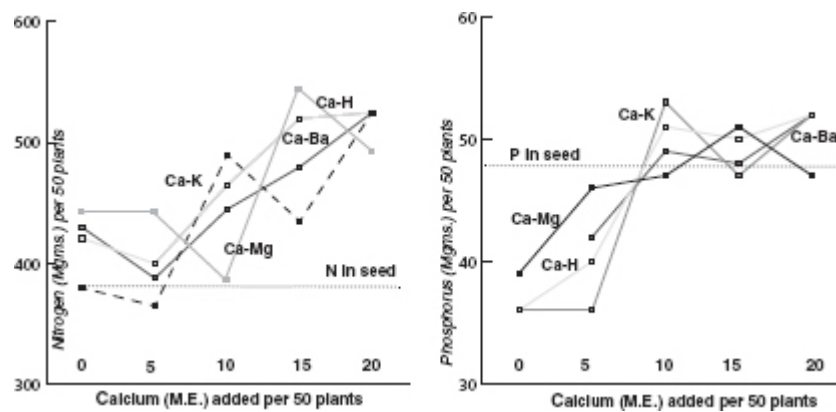 600
500
400
300
Nitrogen (Mgms.) per 50 plants
Ca-H
Ca-Ba
Ca-K
Ca-Mg
N In seed
0 5 10 15 20
Calcium (M.E.) added per 50 plants
60
50
40
30
Phosphorus (Mgms.) per 50 plants
Ca-K
Ca-Ba
P In seed
Ca-Mg
Ca-H
0 5 10 15 20
Calcium (M.E.) added per 50 plants